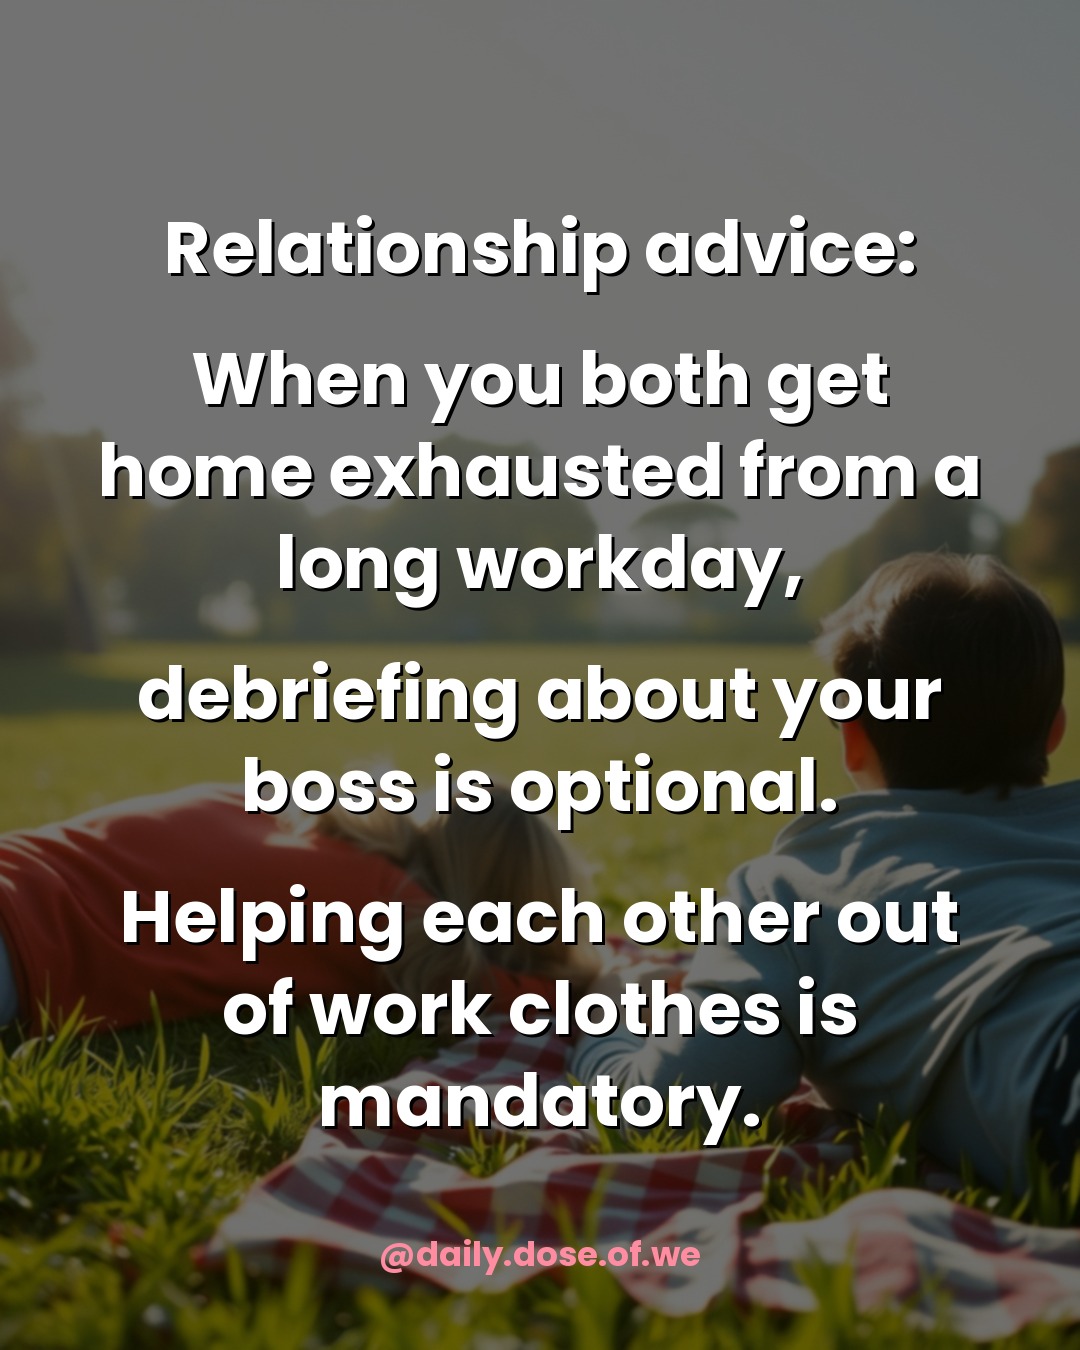 Relationship advice:
When you both get
home exhausted from a
long workday,
debriefing about your
boss is optional.
Helping each other out
of work clothes is
mandatory.
@daily.dose.of.we